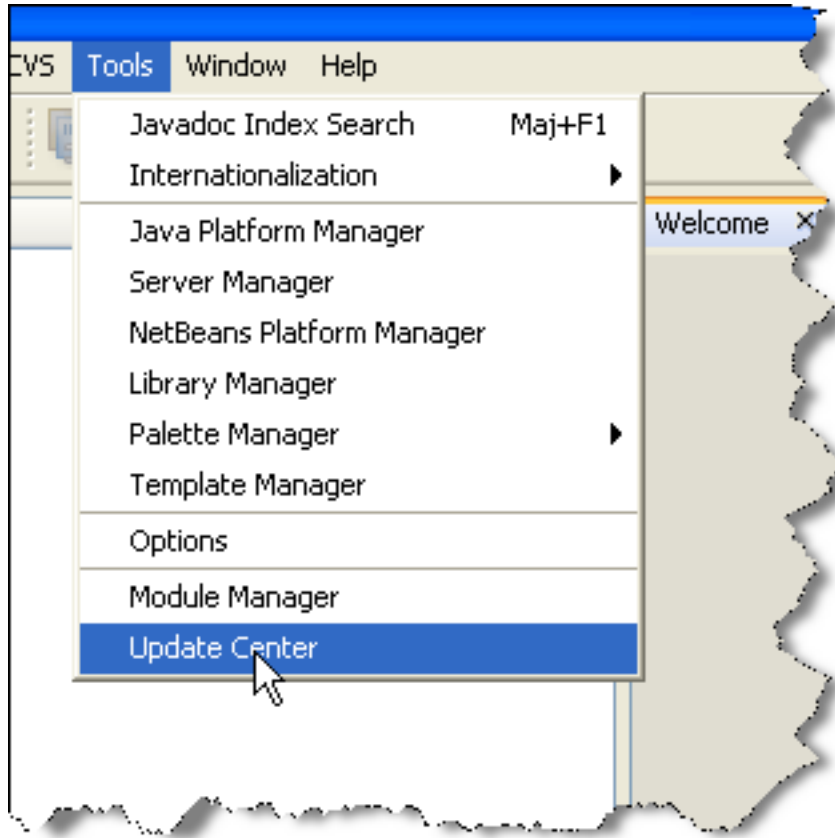 CVS Tools Window Help
Javadoc Index Search Maj+F1
Internationalization
Java Platform Manager
Welcome
Server Manager
NetBeans Platform Manager
Library Manager
Palette Manager
Template Manager
Options
Module Manager
Update Center